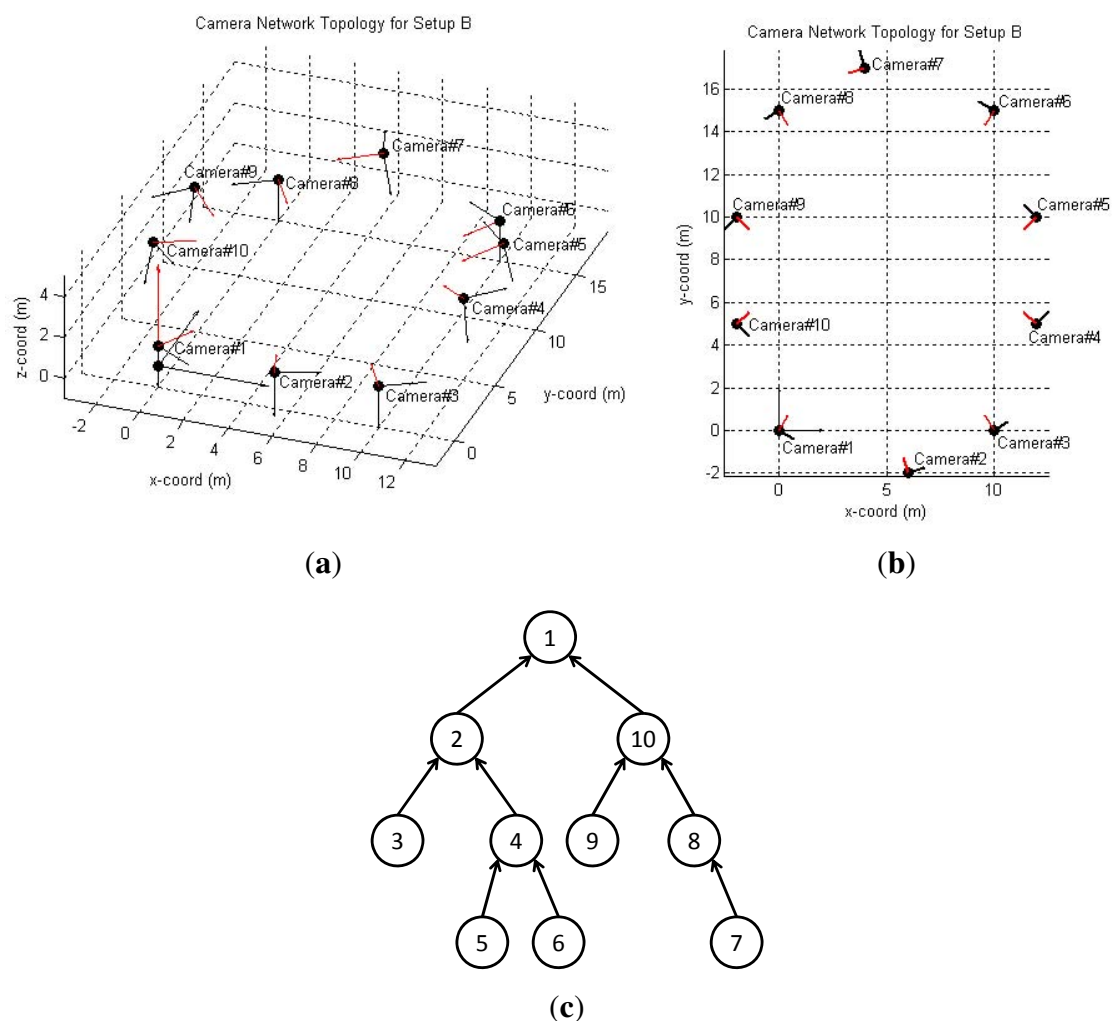 Camera Network Topology for Setup B
Camera#7
Camera#9
Camera#8
Camera#6
Camera#5
Camera#10
Camera#4
Camera#1
Camera#2
Camera#3
4
2
0
z-coord (m)
-2
0
2
4
6
8
10
12
x-coord (m)
0
5
10
15
y-coord (m)
(a)
Camera Network Topology for Setup B
Camera#7
Camera#8
Camera#6
Camera#9
Camera#5
Camera#10
Camera#4
Camera#1
Camera#3
Camera#2
16
14
12
10
8
6
4
2
0
-2
y-coord (m)
0
5
10
x-coord (m)
(b)
1
2
10
3
4
9
8
5
6
7
(c)